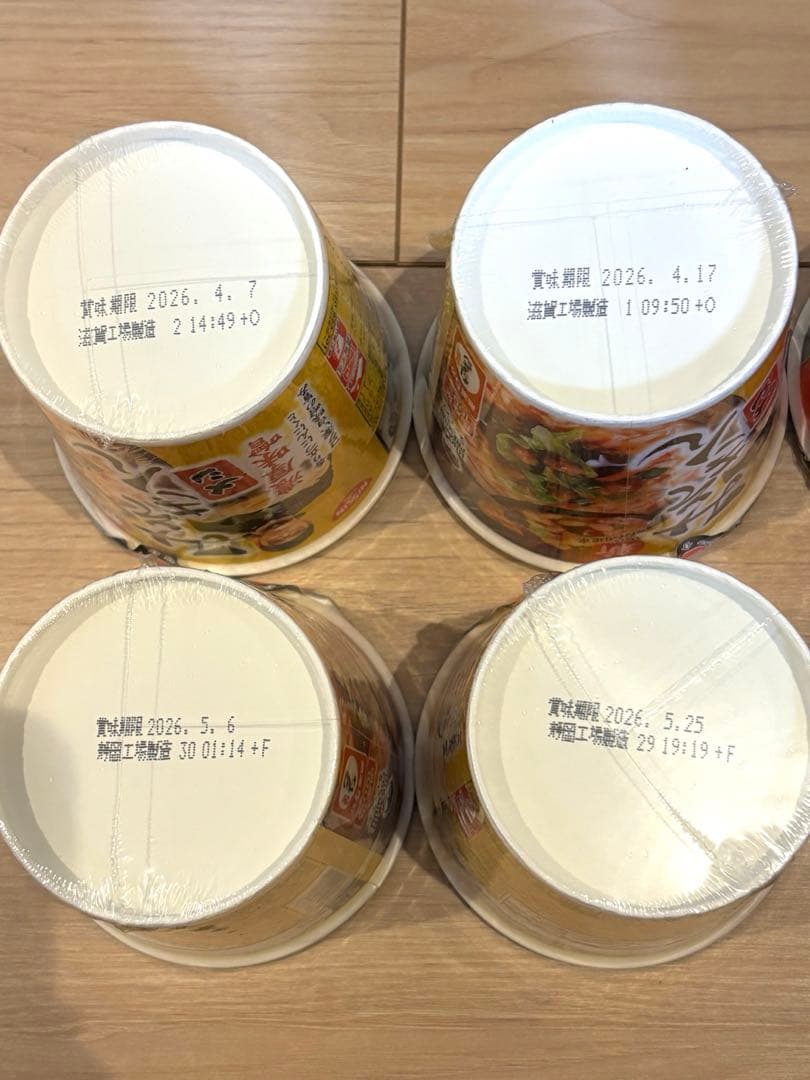 賞味期限 2026. 4. 7
滋賀工場製造 2 14:49 +O
賞味期限 2026. 4.17
滋賀工場製造 1 09:50 +O
賞味期限 2026. 5. 6
静岡工場製造 30 01:14 +F
賞味期限 2026. 5.25
静岡工場製造 29 19:19 +F